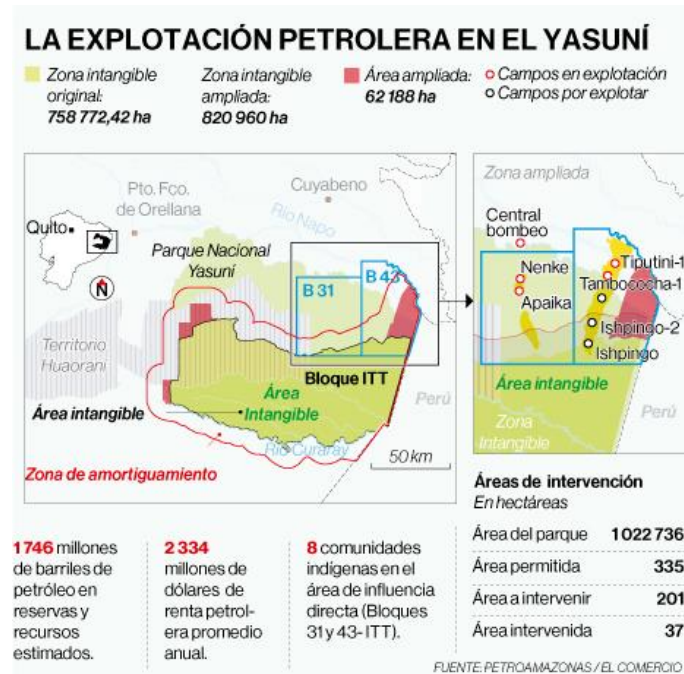 LA EXPLOTACIÓN PETROLERA EN EL YASUNÍ
Zona intangible
original:
758 772,42 ha
Zona intangible
ampliada:
820 960 ha
Área ampliada:
62 188 ha
Campos en explotación
Campos por explotar
Quito
N
Pto. Fco.
de Orellana
Cuyabeno
Río Napo
Parque Nacional
Yasuní
B 31
B 43
Territorio
Huaorani
Bloque ITT
Área
Intangible
Área intangible
Perú
Río Curaray
50 km
Zona de amortiguamiento
Zona ampliada
Central
bombeo
Nenke
Apaika
Tiputini-1
Tambococha-1
Ishpingo-2
Ishpingo
Área intangible
Perú
Zona
Intangible
1 746 millones
de barriles de
petróleo en
reservas y
recursos
estimados.
2 334
millones de
dólares de
renta petrol-
era promedio
anual.
8 comunidades
indígenas en el
área de influencia
directa (Bloques
31 y 43- ITT).
Áreas de intervención
En hectáreas
Área del parque 1 022 736
Área permitida 335
Área a intervenir 201
Área intervenida 37
FUENTE: PETROAMAZONAS / EL COMERCIO